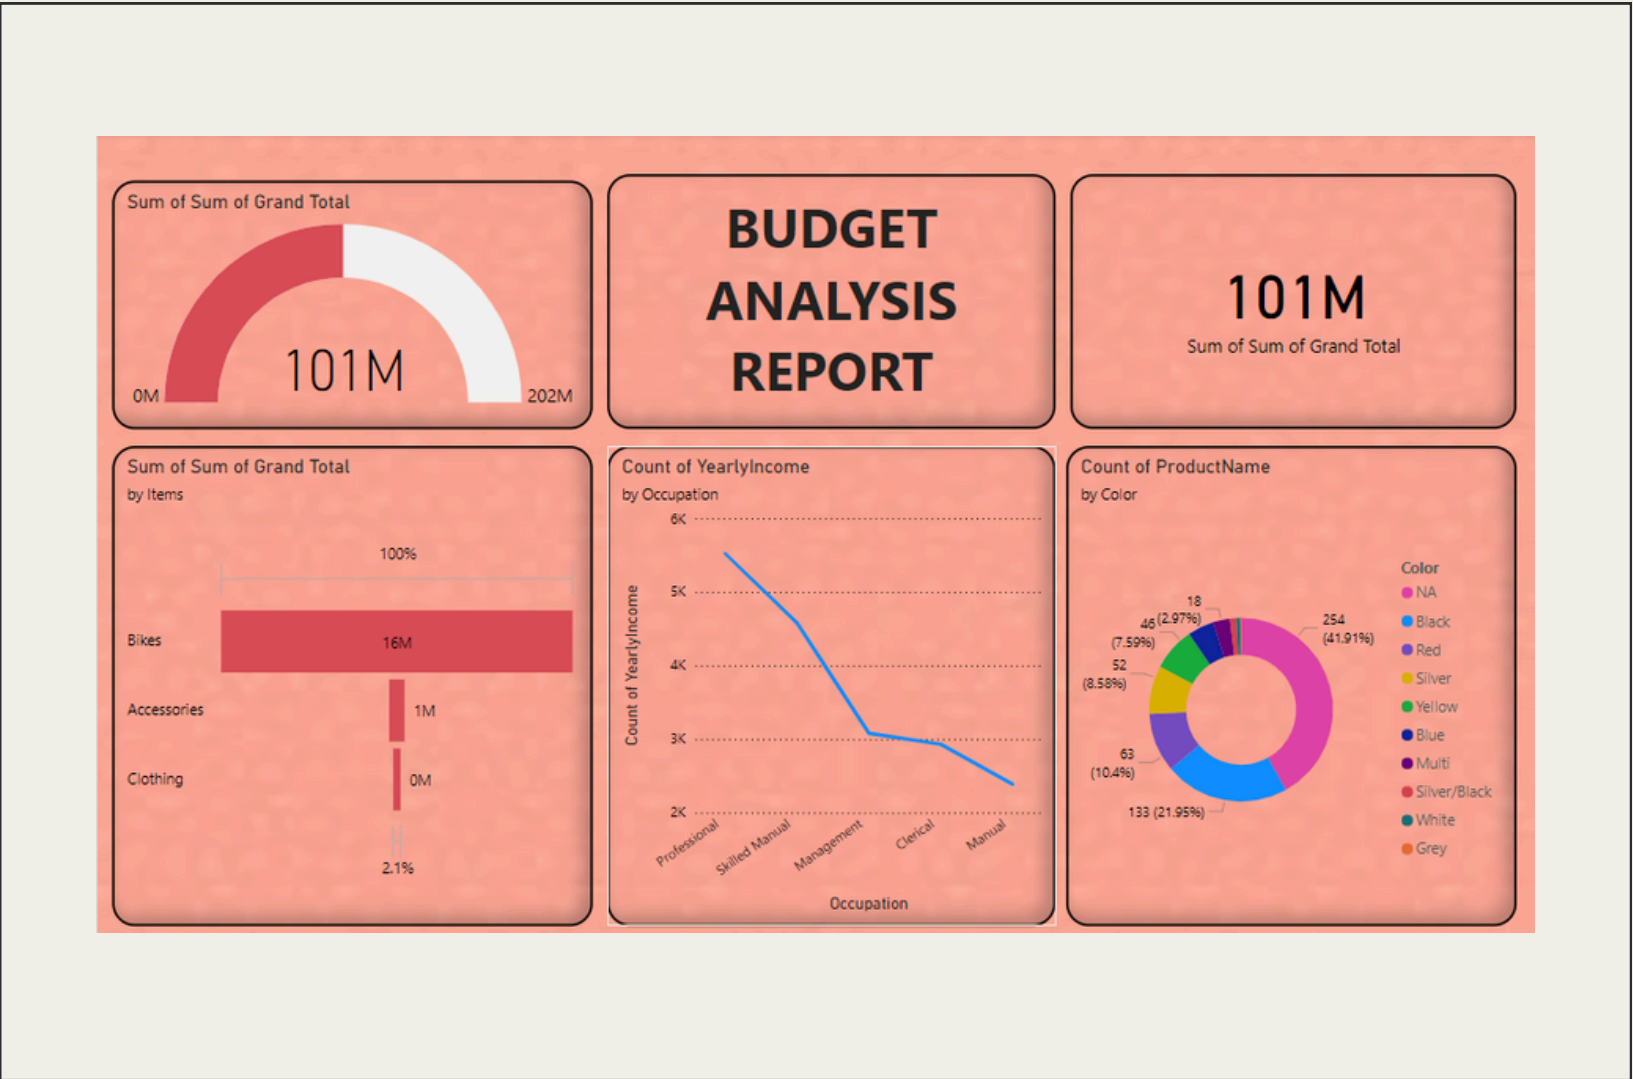 Sum of Sum of Grand Total
101M
0M
202M
BUDGET
ANALYSIS
REPORT
101M
Sum of Sum of Grand Total
Sum of Sum of Grand Total
by Items
100%
Bikes
16M
Accessories
1M
Clothing
0M
2.1%
Count of YearlyIncome
by Occupation
6K
5K
4K
3K
2K
Count of YearlyIncome
Professional
Skilled Manual
Management
Clerical
Manual
Occupation
Count of ProductName
by Color
18
(2.97%)
46
(7.59%)
52
(8.58%)
63
(10.4%)
133 (21.95%)
254
(41.91%)
Color
NA
Black
Red
Silver
Yellow
Blue
Multi
Silver/Black
White
Grey